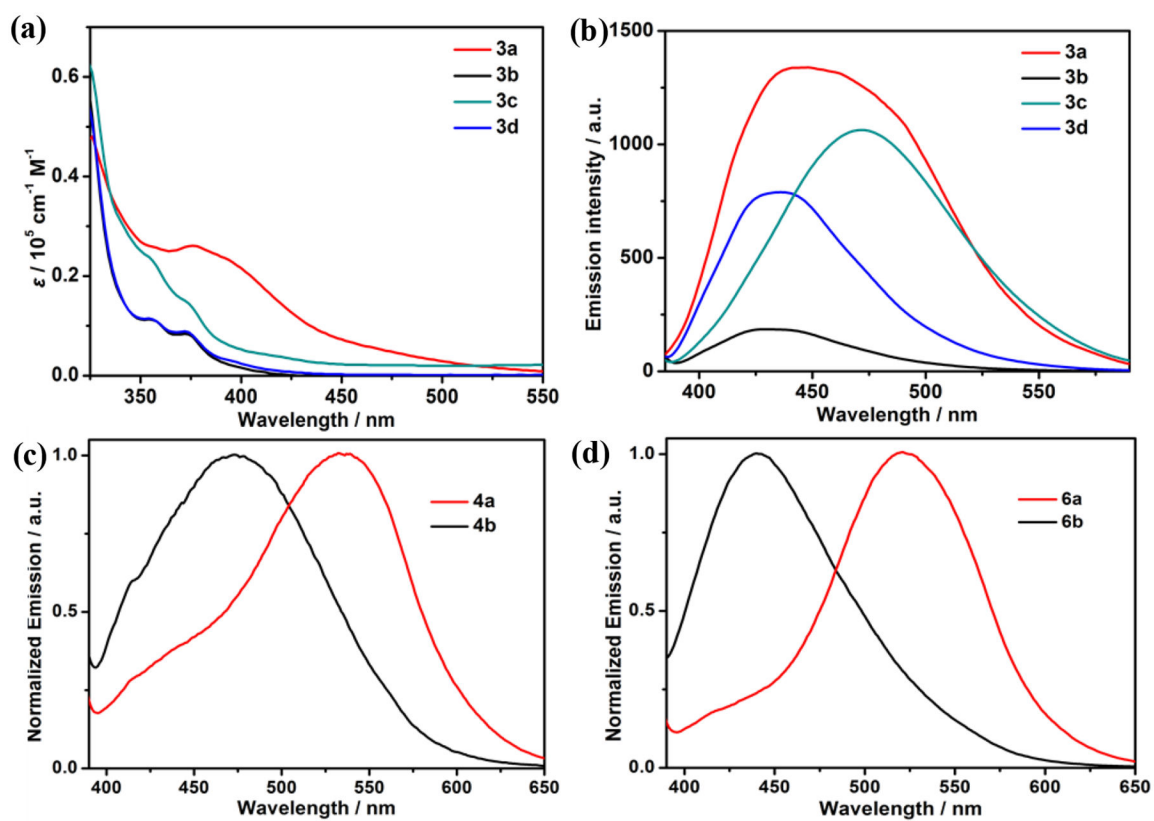 (a)
3a
3b
3c
3d
0.6
0.4
0.2
0.0
ε / 10⁵ cm⁻¹ M⁻¹
350 400 450 500 550
Wavelength / nm
(b)
3a
3b
3c
3d
1500
1000
500
0
Emission intensity / a.u.
400 450 500 550
Wavelength / nm
(c)
4a
4b
1.0
0.5
0.0
Normalized Emission / a.u.
400 450 500 550 600 650
Wavelength / nm
(d)
6a
6b
1.0
0.5
0.0
Normalized Emission / a.u.
400 450 500 550 600 650
Wavelength / nm